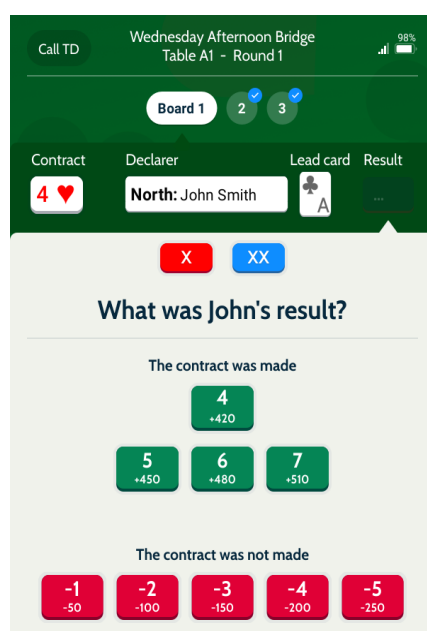 Wednesday Afternoon Bridge
Call TD
Table A1 - Round 1
98%
Board 1
2
3
Contract Declarer Lead card Result
4 ♥
North: John Smith
♣
A
...
X XX
What was John's result?
The contract was made
4
+420
5 6 7
+450 +480 +510
The contract was not made
-1 -2 -3 -4 -5
-50 -100 -150 -200 -250